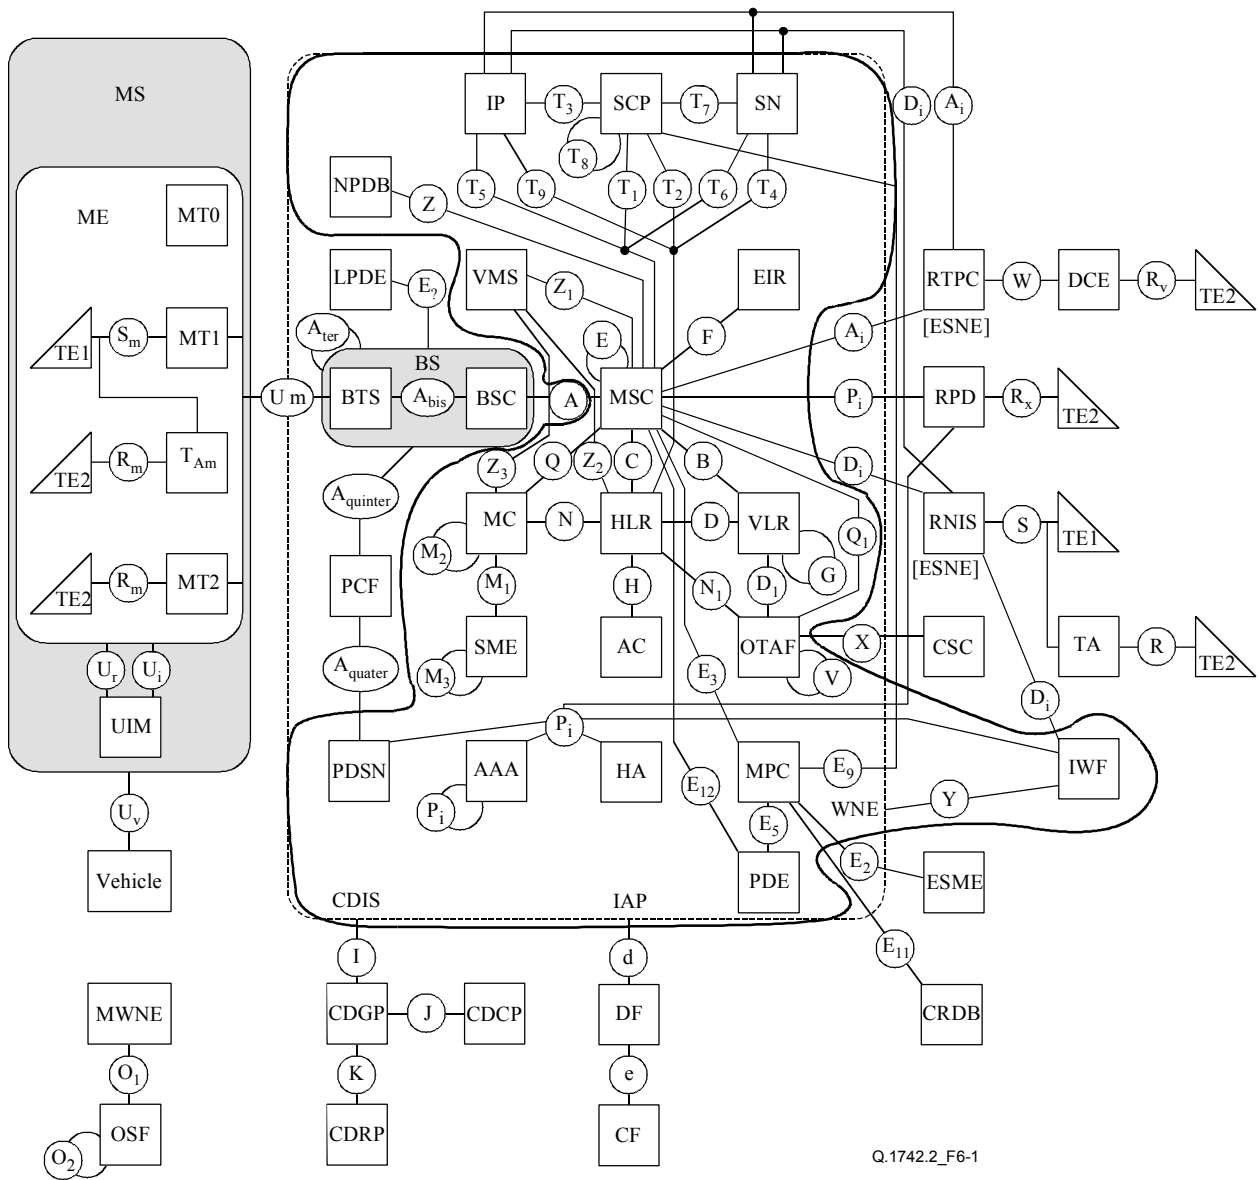 MS
IP
T3
SCP
T7
SN
Di
Ai
T8
NPDB
Z
T5
T9
T1
T2
T6
T4
ME
MT0
LPDE
E?
VMS
Z1
EIR
RTPC
W
DCE
Rv
TE2
[ESNE]
TE1
Sm
MT1
Ater
BS
E
F
Ai
U m
BTS
Abis
BSC
A
MSC
Pi
RPD
Rx
TE2
TE2
Rm
TAm
Z3
Q
Z2
C
B
Di
Aquinter
MC
N
HLR
D
VLR
Q1
RNIS
S
TE1
M2
G
[ESNE]
TE2
Rm
MT2
PCF
M1
H
N1
D1
Ur
Ui
Aquater
SME
AC
OTAF
X
CSC
TA
R
TE2
M3
E3
V
Di
UIM
Pi
PDSN
AAA
HA
MPC
E9
IWF
Uv
Pi
E12
E5
WNE
Y
Vehicle
PDE
E2
ESME
CDIS
IAP
I
d
E11
MWNE
CDGP
J
CDCP
DF
CRDB
O1
K
e
OSF
CDRP
CF
O2
Q.1742.2_F6-1